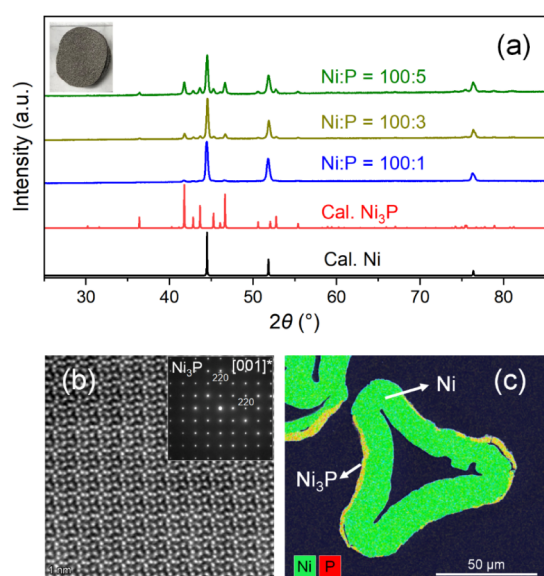 (a)
Ni:P = 100:5
Ni:P = 100:3
Ni:P = 100:1
Cal. Ni₃P
Cal. Ni
Intensity (a.u.)
30 40 50 60 70 80
2θ (°)
(b)
Ni₃P [001]*
220
220
1 nm
(c)
Ni
Ni₃P
Ni P
50 μm